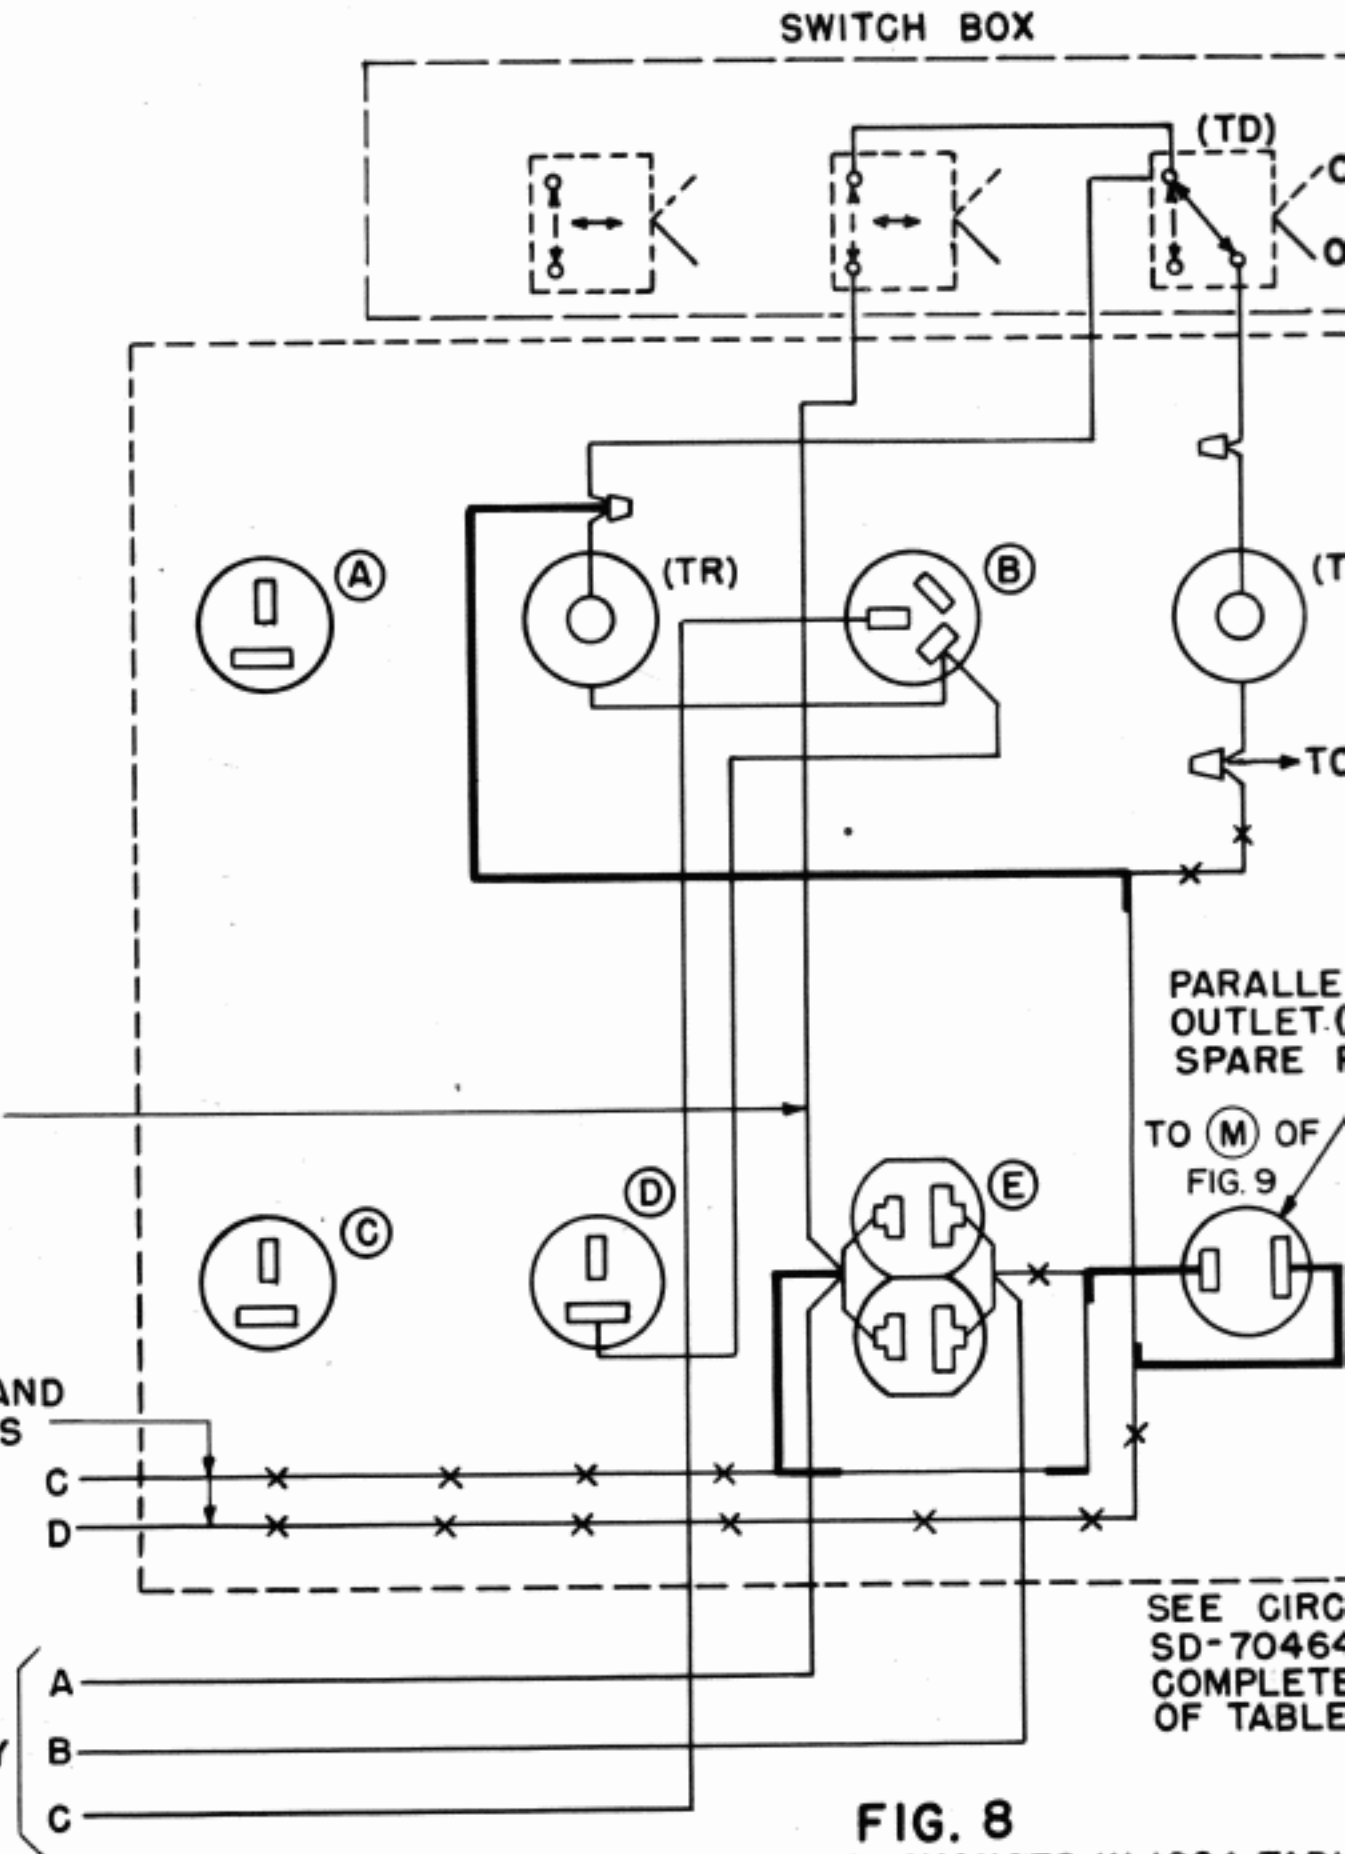 SWITCH BOX
(TD)
A
(TR)
B
PARALLE
OUTLET (
SPARE
TO M OF
FIG. 9
D
E
C
AND
S
C
D
SEE CIRC
SD-70464
COMPLETE
OF TABLE
A
B
C
FIG. 8